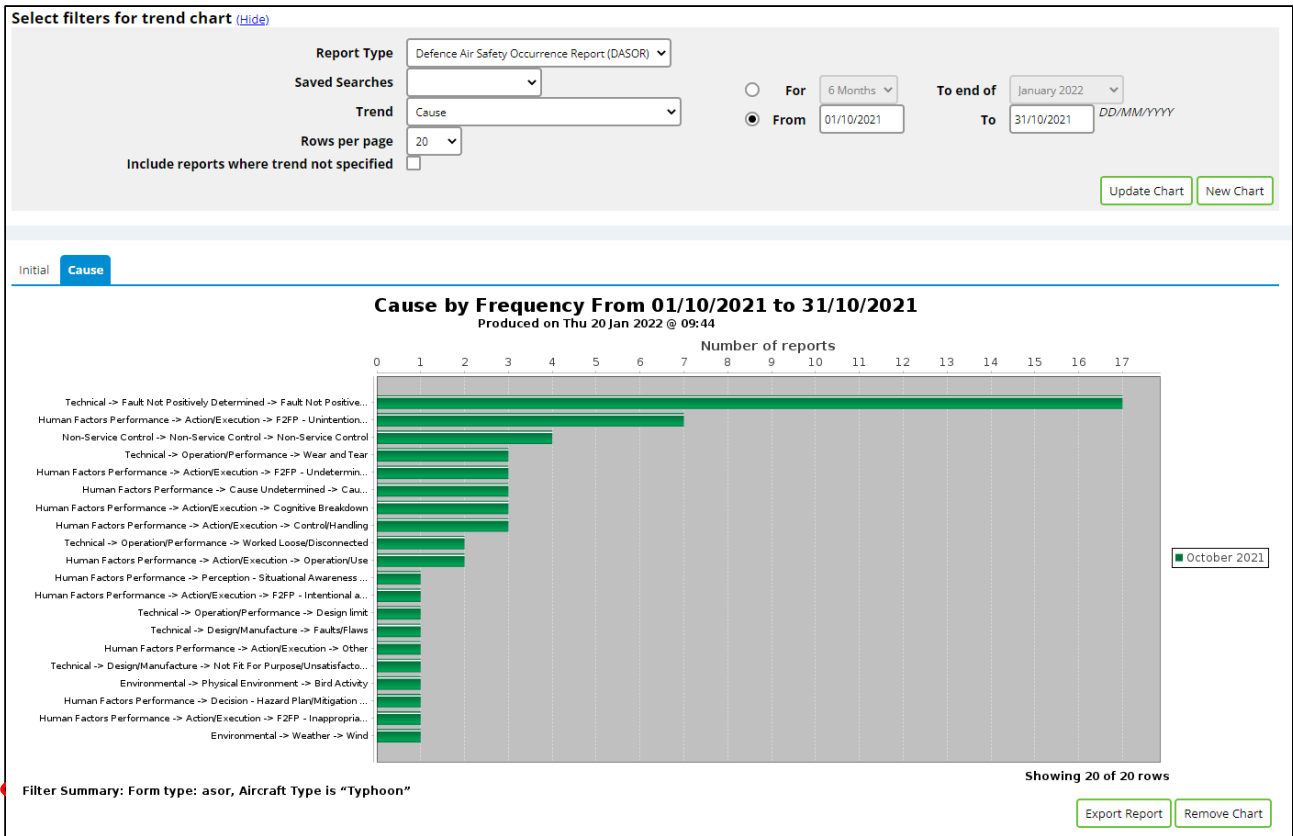 Select filters for trend chart (Hide)
Report Type Defence Air Safety Occurrence Report (DASOR)
Saved Searches
For 6 Months To end of January 2022
Trend Cause
From 01/10/2021 To 31/10/2021 DD/MM/YYYY
Rows per page 20
Include reports where trend not specified
Update Chart New Chart
Initial Cause
Cause by Frequency From 01/10/2021 to 31/10/2021
Produced on Thu 20 Jan 2022 @ 09:44
Number of reports
0 1 2 3 4 5 6 7 8 9 10 11 12 13 14 15 16 17
Technical -> Fault Not Positively Determined -> Fault Not Positive...
Human Factors Performance -> Action/Execution -> F2FP - Unintention...
Non-Service Control -> Non-Service Control -> Non-Service Control
Technical -> Operation/Performance -> Wear and Tear
Human Factors Performance -> Action/Execution -> F2FP - Undetermin...
Human Factors Performance -> Cause Undetermined -> Cau...
Human Factors Performance -> Action/Execution -> Cognitive Breakdown
Human Factors Performance -> Action/Execution -> Control/Handling
Technical -> Operation/Performance -> Worked Loose/Disconnected
Human Factors Performance -> Action/Execution -> Operation/Use
October 2021
Human Factors Performance -> Perception - Situational Awareness ...
Human Factors Performance -> Action/Execution -> F2FP - Intentional a...
Technical -> Operation/Performance -> Design limit
Technical -> Design/Manufacture -> Faults/Flaws
Human Factors Performance -> Action/Execution -> Other
Technical -> Design/Manufacture -> Not Fit For Purpose/Unsatisfacto...
Environmental -> Physical Environment -> Bird Activity
Human Factors Performance -> Decision - Hazard Plan/Mitigation ...
Human Factors Performance -> Action/Execution -> F2FP - Inappropria...
Environmental -> Weather -> Wind
Showing 20 of 20 rows
Filter Summary: Form type: asor, Aircraft Type is “Typhoon”
Export Report Remove Chart